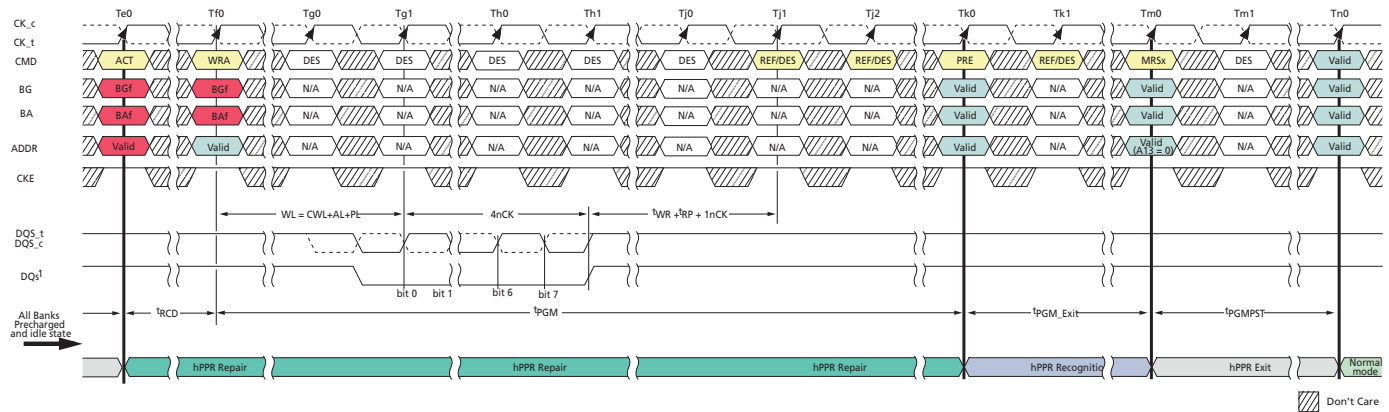 Te0 Tf0 Tg0 Tg1 Th0 Th1 Tj0 Tj1 Tj2 Tk0 Tk1 Tm0 Tm1 Tn0
CK_c
CK_t
CMD ACT WRA DES DES DES DES DES REF/DES REF/DES PRE REF/DES MRSx DES Valid
BG BGf BGf N/A N/A N/A N/A N/A N/A N/A Valid N/A Valid N/A Valid
BA BAf BAf N/A N/A N/A N/A N/A N/A N/A Valid N/A Valid N/A Valid
ADDR Valid Valid N/A N/A N/A N/A N/A N/A N/A Valid N/A Valid (A13 = 0) N/A Valid
CKE
WL = CWL+AL+PL 4nCK tWR +tRP + 1nCK
DQS_t
DQS_c
DQs1
bit 0 bit 1 bit 6 bit 7
All Banks
Precharged
and idle state
tRCD tPGM tPGM_Exit tPGMPST
hPPR Repair hPPR Repair hPPR Repair hPPR Recognitio hPPR Exit Normal
mode
Don't Care